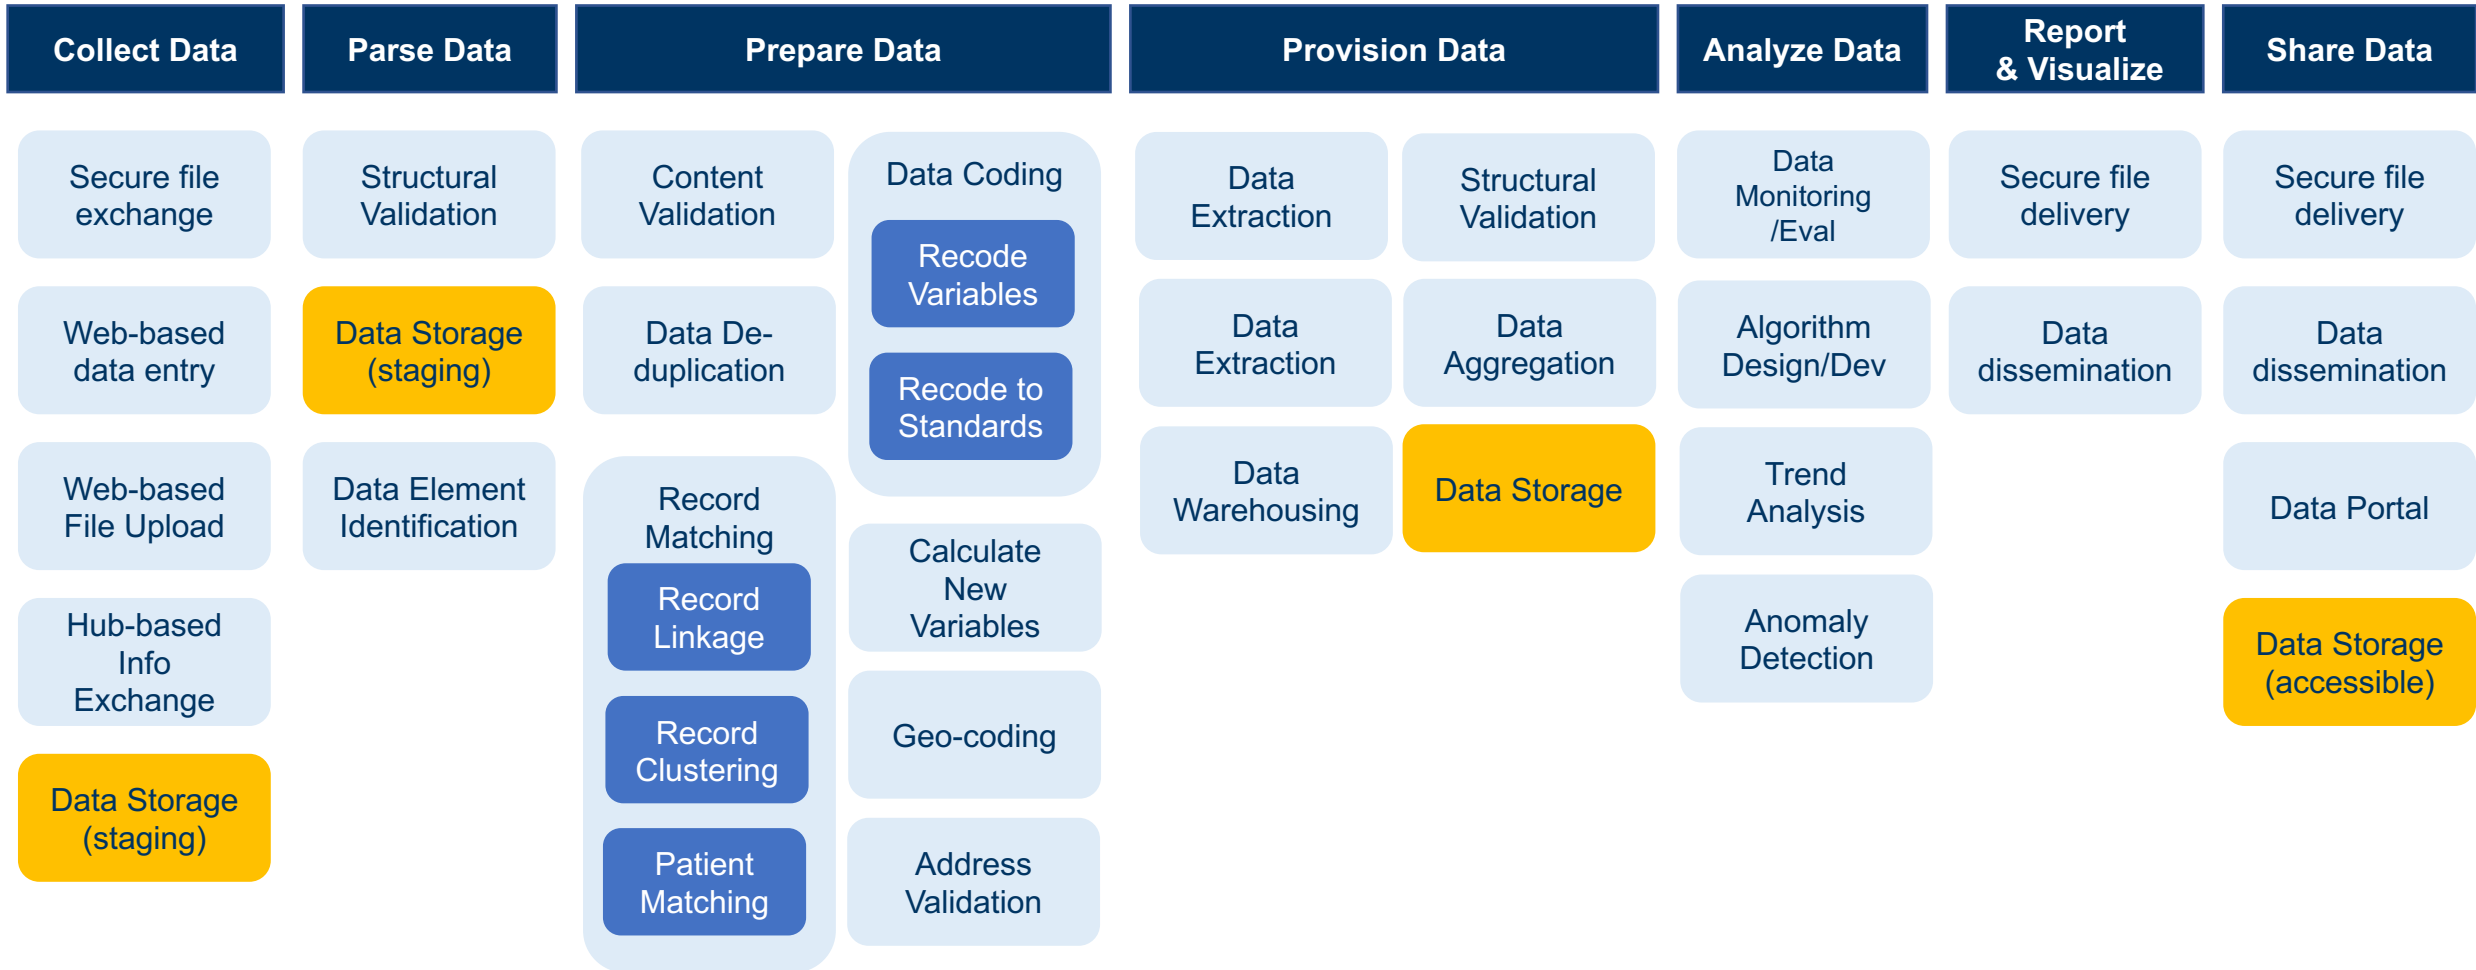 Collect Data
Parse Data
Prepare Data
Provision Data
Analyze Data
Report
& Visualize
Share Data
Secure file
exchange
Web-based
data entry
Web-based
File Upload
Hub-based
Info
Exchange
Data Storage
(staging)
Structural
Validation
Data Storage
(staging)
Data Element
Identification
Content
Validation
Data De-
duplication
Record
Matching
Record
Linkage
Record
Clustering
Patient
Matching
Data Coding
Recode
Variables
Recode to
Standards
Calculate
New
Variables
Geo-coding
Address
Validation
Data
Extraction
Data
Extraction
Data
Warehousing
Structural
Validation
Data
Aggregation
Data Storage
Data
Monitoring
/Eval
Algorithm
Design/Dev
Trend
Analysis
Anomaly
Detection
Secure file
delivery
Data
dissemination
Secure file
delivery
Data
dissemination
Data Portal
Data Storage
(accessible)